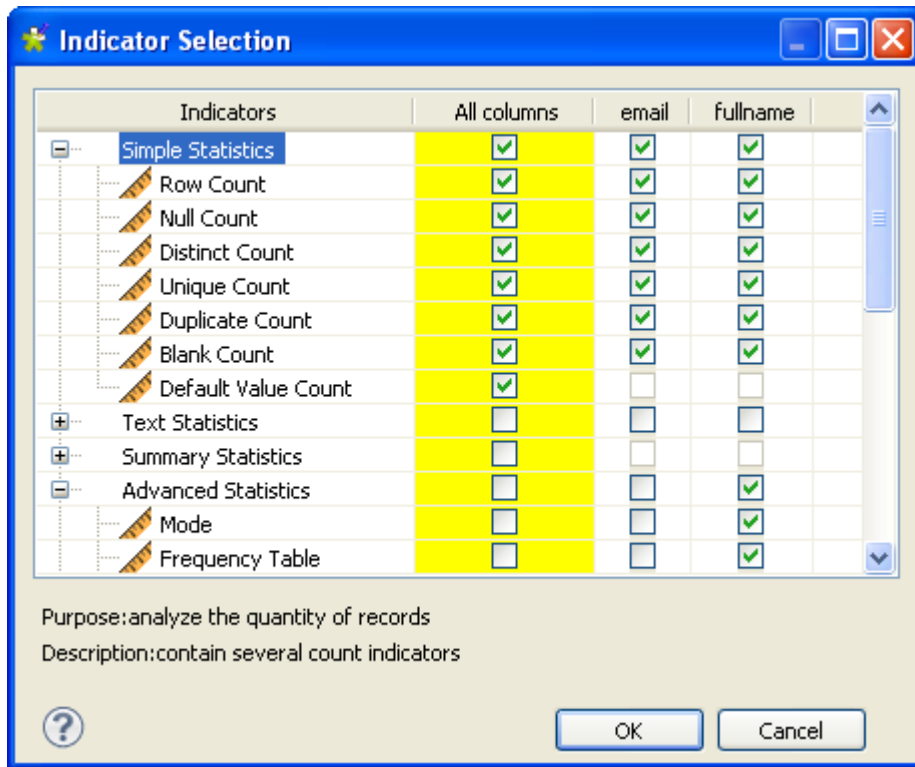 Indicator Selection
Indicators All columns email fullname
Simple Statistics
Row Count
Null Count
Distinct Count
Unique Count
Duplicate Count
Blank Count
Default Value Count
Text Statistics
Summary Statistics
Advanced Statistics
Mode
Frequency Table
Purpose:analyze the quantity of records
Description:contain several count indicators
? OK Cancel